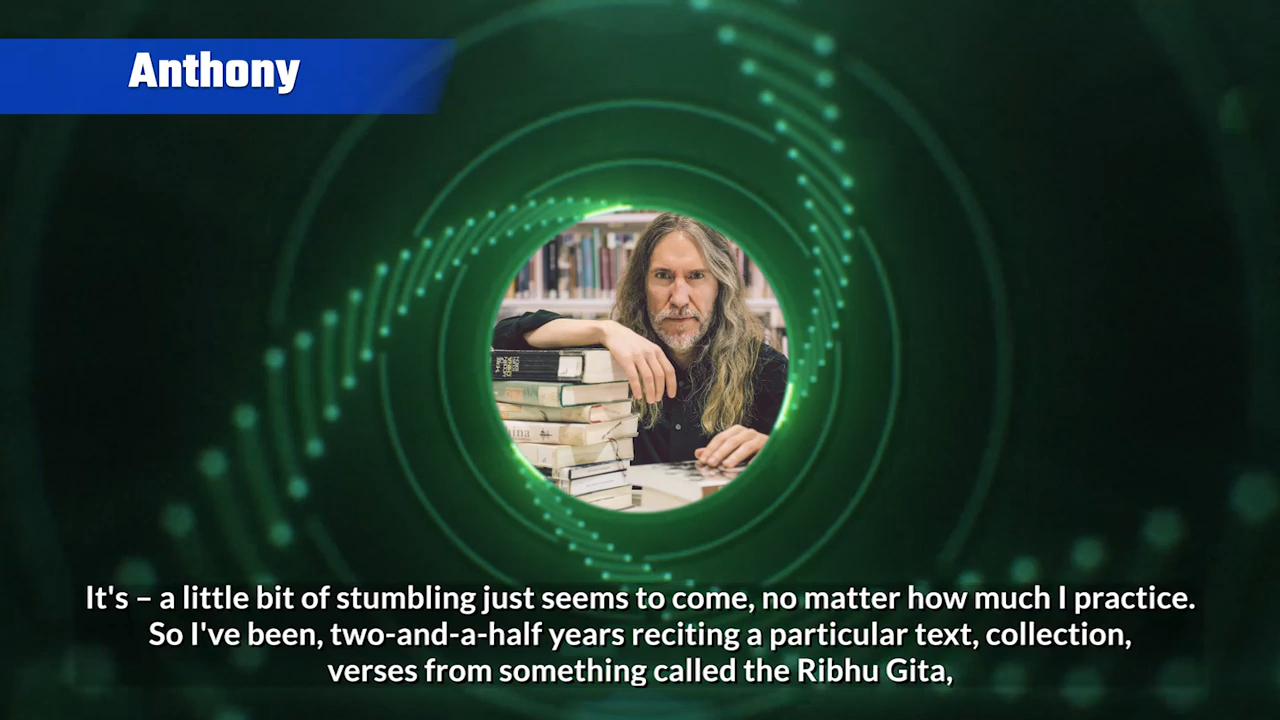 Anthony
It's – a little bit of stumbling just seems to come, no matter how much I practice.
So I've been, two-and-a-half years reciting a particular text, collection,
verses from something called the Ribhu Gita,